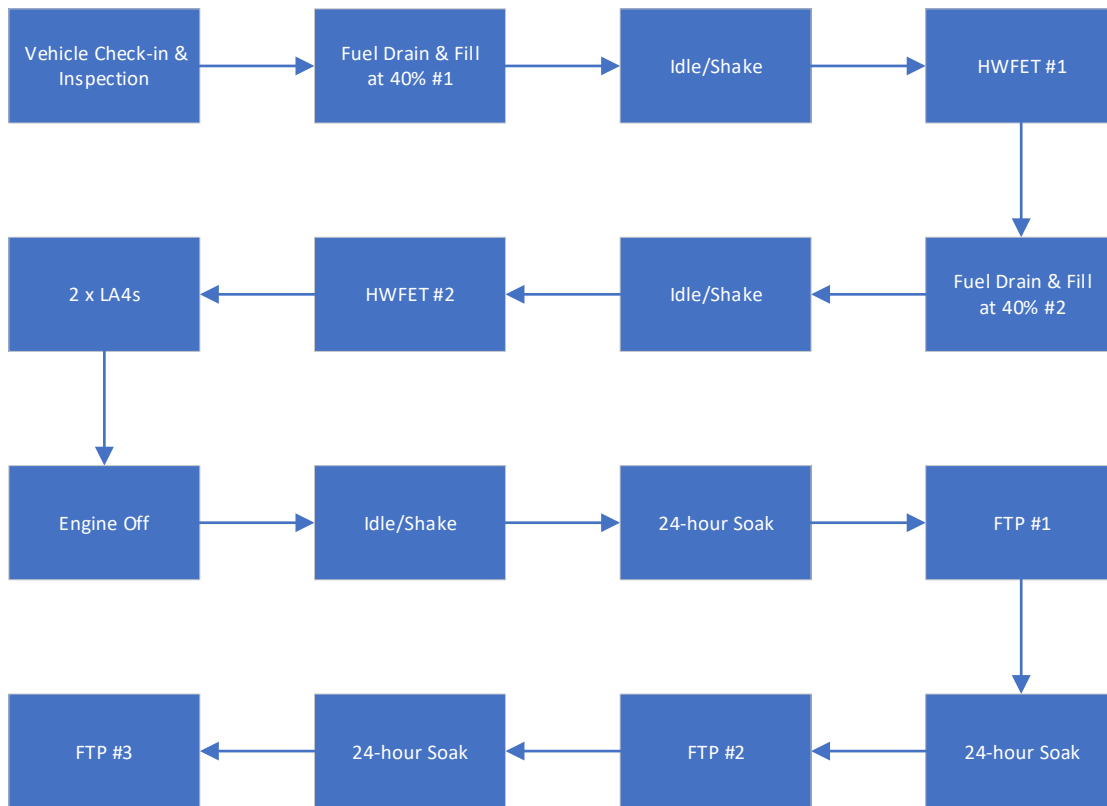 Vehicle Check-in &
Inspection
Fuel Drain & Fill
at 40% #1
Idle/Shake
HWFET #1
Fuel Drain & Fill
at 40% #2
Idle/Shake
HWFET #2
2 x LA4s
Engine Off
Idle/Shake
24-hour Soak
FTP #1
24-hour Soak
FTP #2
24-hour Soak
FTP #3